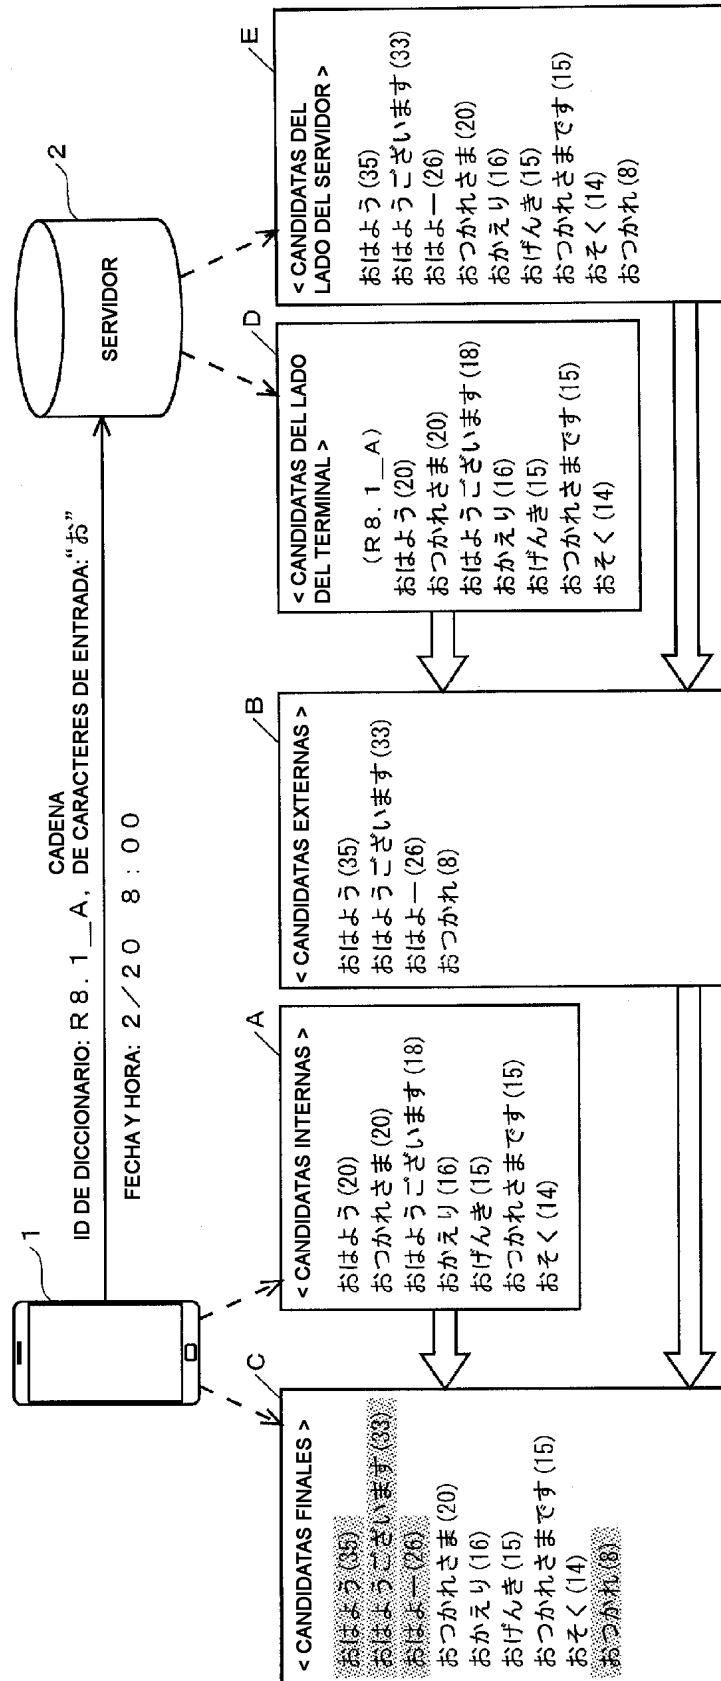 1
ID DE DICCIONARIO: R8.1_A, CADENA DE CARACTERES DE ENTRADA: “お”
FECHA Y HORA: 2/20 8:00
2
SERVIDOR
C
< CANDIDATAS FINALES >
おはよう(35)
おはようございます(33)
おはよー(26)
おつかれさま(20)
おかえり(16)
おげんき(15)
おつかれさまです(15)
おそく(14)
おつかれ(8)
A
< CANDIDATAS INTERNAS >
おはよう(20)
おつかれさま(20)
おはようございます(18)
おかえり(16)
おげんき(15)
おつかれさまです(15)
おそく(14)
B
< CANDIDATAS EXTERNAS >
おはよう(35)
おはようございます(33)
おはよー(26)
おつかれ(8)
D
< CANDIDATAS DEL LADO
DEL TERMINAL >
(R8.1_A)
おはよう(20)
おつかれさま(20)
おはようございます(18)
おかえり(16)
おげんき(15)
おつかれさまです(15)
おそく(14)
E
< CANDIDATAS DEL
LADO DEL SERVIDOR >
おはよう(35)
おはようございます(33)
おはよー(26)
おつかれさま(20)
おかえり(16)
おげんき(15)
おつかれさまです(15)
おそく(14)
おつかれ(8)